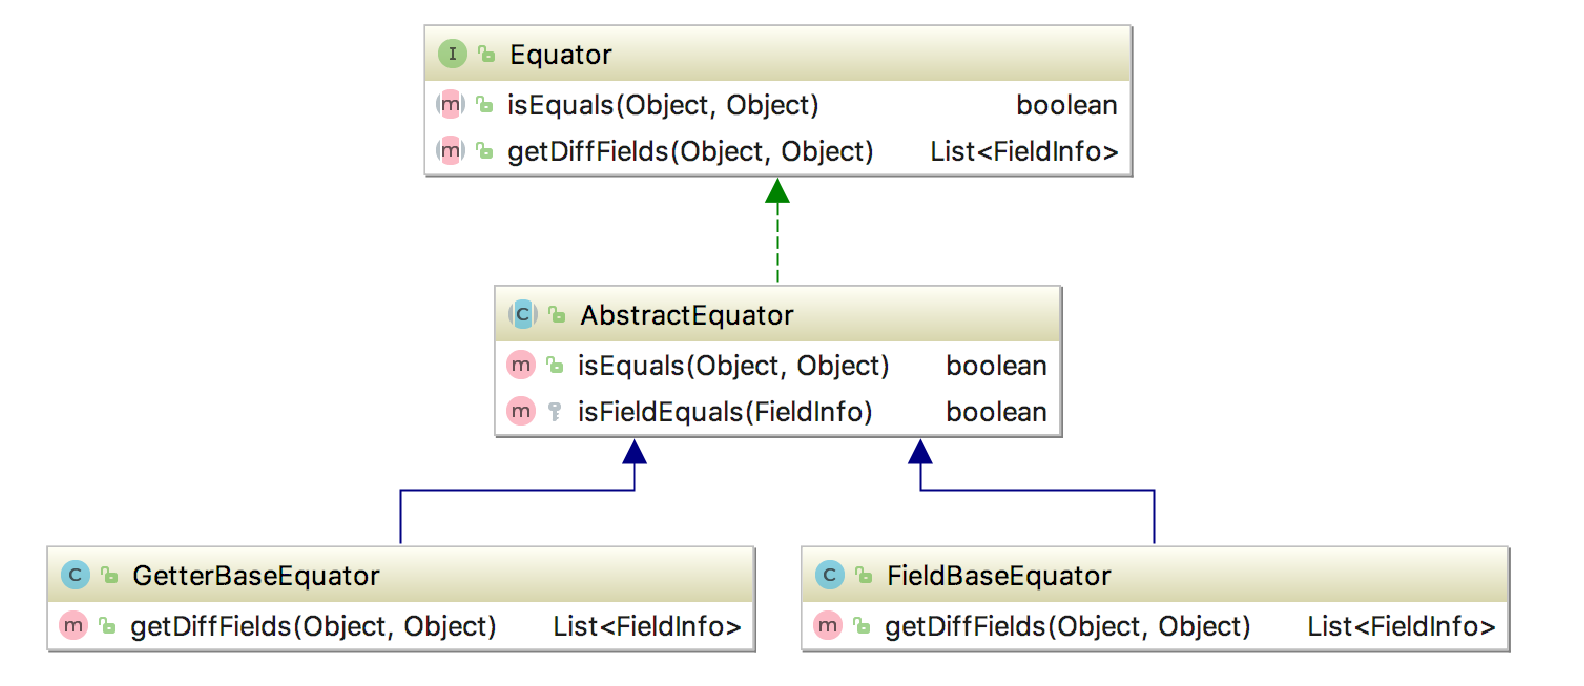 I Equator
m isEquals(Object, Object) boolean
m getDiffFields(Object, Object) List<FieldInfo>
C AbstractEquator
m isEquals(Object, Object) boolean
m isFieldEquals(FieldInfo) boolean
C GetterBaseEquator
m getDiffFields(Object, Object) List<FieldInfo>
C FieldBaseEquator
m getDiffFields(Object, Object) List<FieldInfo>